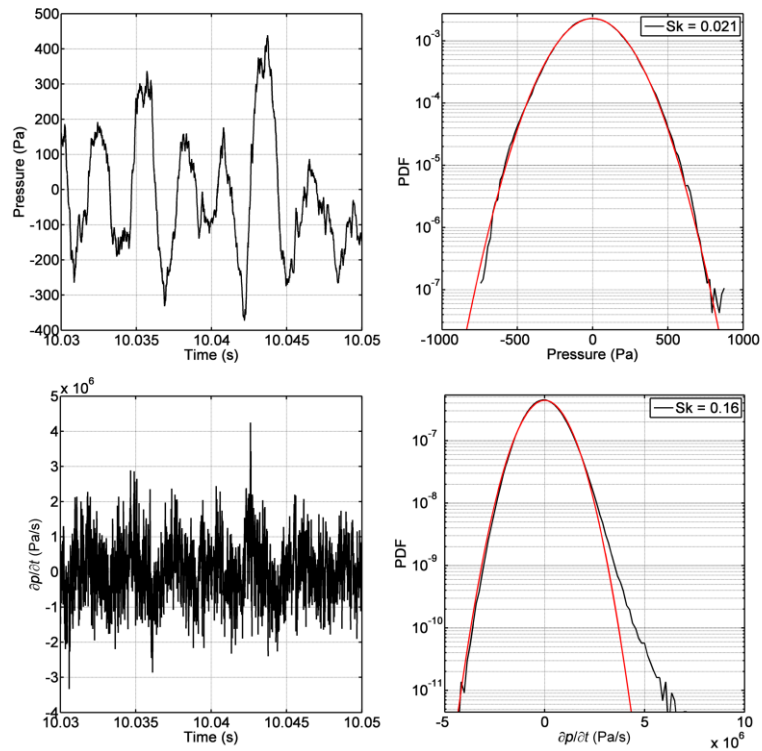 500
400
300
200
100
0
-100
-200
-300
-400
Pressure (Pa)
10.03 10.035 10.04 10.045 10.05
Time (s)
Sk = 0.021
10⁻³
10⁻⁴
10⁻⁵
10⁻⁶
10⁻⁷
PDF
-1000 -500 0 500 1000
Pressure (Pa)
x 10⁶
5
4
3
2
1
0
-1
-2
-3
-4
∂p/∂t (Pa/s)
10.03 10.035 10.04 10.045 10.05
Time (s)
Sk = 0.16
10⁻⁷
10⁻⁸
10⁻⁹
10⁻¹⁰
10⁻¹¹
PDF
-5 0 5 10
∂p/∂t (Pa/s)
x 10⁶